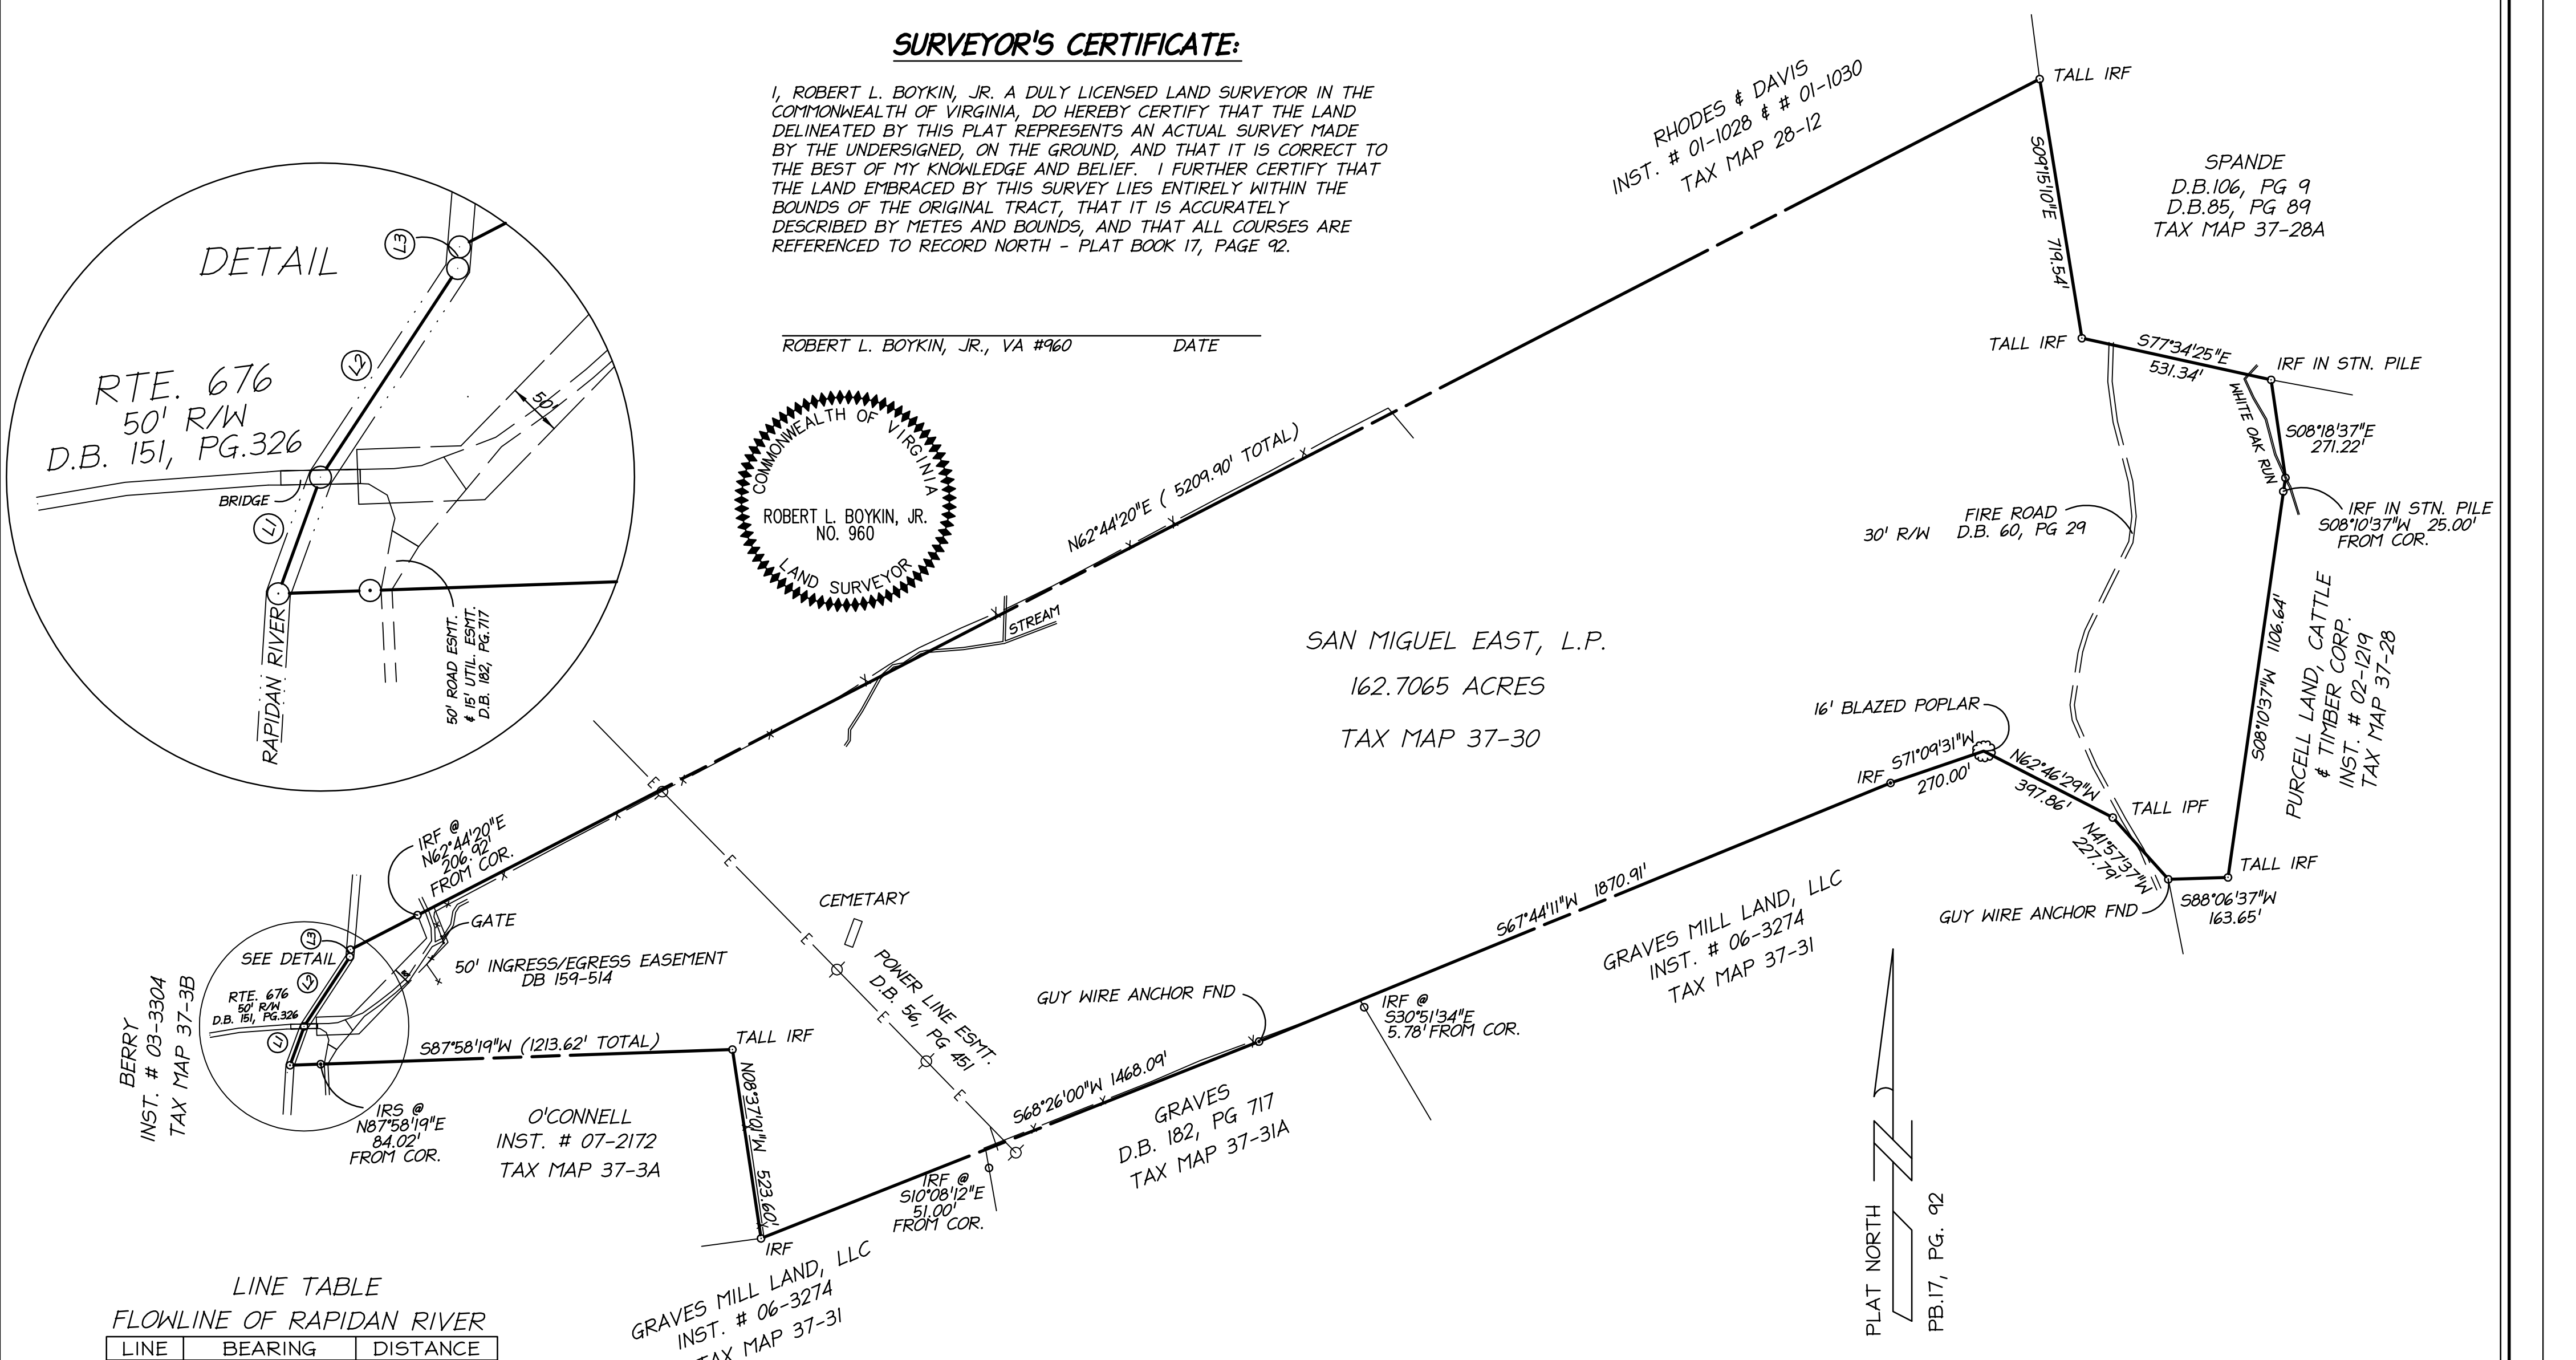 SURVEYOR'S CERTIFICATE:
I, ROBERT L. BOYKIN, JR. A DULY LICENSED LAND SURVEYOR IN THE
COMMONWEALTH OF VIRGINIA, DO HEREBY CERTIFY THAT THE LAND
DELINEATED BY THIS PLAT REPRESENTS AN ACTUAL SURVEY MADE
BY THE UNDERSIGNED, ON THE GROUND, AND THAT IT IS CORRECT TO
THE BEST OF MY KNOWLEDGE AND BELIEF. I FURTHER CERTIFY THAT
THE LAND EMBRACED BY THIS SURVEY LIES ENTIRELY WITHIN THE
BOUNDS OF THE ORIGINAL TRACT, THAT IT IS ACCURATELY
DESCRIBED BY METES AND BOUNDS, AND THAT ALL COURSES ARE
REFERENCED TO RECORD NORTH - PLAT BOOK 17, PAGE 92.
ROBERT L. BOYKIN, JR., VA #960 DATE
COMMONWEALTH OF VIRGINIA
ROBERT L. BOYKIN, JR.
NO. 960
LAND SURVEYOR
DETAIL
L3
L2
RTE. 676
50' R/W
D.B. 151, PG.326
50'
BRIDGE
L1
RAPIDAN RIVER
50' ROAD ESMT.
& 15' UTIL. ESMT.
D.B. 182, PG.717
RHODES & DAVIS
INST. # 01-1028 & # 01-1030
TAX MAP 28-12
TALL IRF
S09°15'10"E 719.54'
SPANDE
D.B.106, PG 9
D.B.85, PG 89
TAX MAP 37-28A
TALL IRF
S77°34'25"E
531.34'
IRF IN STN. PILE
WHITE OAK RUN
S08°18'37"E
271.22'
IRF IN STN. PILE
S08°10'37"W 25.00'
FROM COR.
FIRE ROAD
30' R/W D.B. 60, PG 29
S08°10'37"W 1106.64'
PURCELL LAND, CATTLE
& TIMBER CORP.
INST. # 02-1219
TAX MAP 37-28
N62°44'20"E ( 5209.90' TOTAL)
STREAM
SAN MIGUEL EAST, L.P.
162.7065 ACRES
TAX MAP 37-30
16' BLAZED POPLAR
IRF
S71°09'31"W
270.00'
N62°46'29"W
397.86'
TALL IPF
N41°57'37"W
227.79'
TALL IRF
S88°06'37"W
163.65'
GUY WIRE ANCHOR FND
E
E
E
E
E
IRF @
N62°44'20"E
206.92'
FROM COR.
GATE
50' INGRESS/EGRESS EASEMENT
DB 159-514
CEMETARY
POWER LINE ESMT.
D.B. 56, PG 451
L3
SEE DETAIL
L2
RTE. 676
50' R/W
D.B. 151, PG.326
L1
BERRY
INST. # 03-3304
TAX MAP 37-3B
S87°58'19"W (1213.62' TOTAL)
TALL IRF
N08°37'01"W 523.60'
IRS @
N87°58'19"E
84.02'
FROM COR.
O'CONNELL
INST. # 07-2172
TAX MAP 37-3A
IRF
IRF @
S10°08'12"E
51.00'
FROM COR.
S68°26'00"W 1468.09'
GUY WIRE ANCHOR FND
GRAVES
D.B. 182, PG 717
TAX MAP 37-31A
IRF @
S30°51'34"E
5.78' FROM COR.
S67°44'11"W 1870.91'
GRAVES MILL LAND, LLC
INST. # 06-3274
TAX MAP 37-31
GRAVES MILL LAND, LLC
INST. # 06-3274
TAX MAP 37-31
N
PLAT NORTH
PB.17, PG. 92
LINE TABLE
FLOWLINE OF RAPIDAN RIVER
LINE BEARING DISTANCE